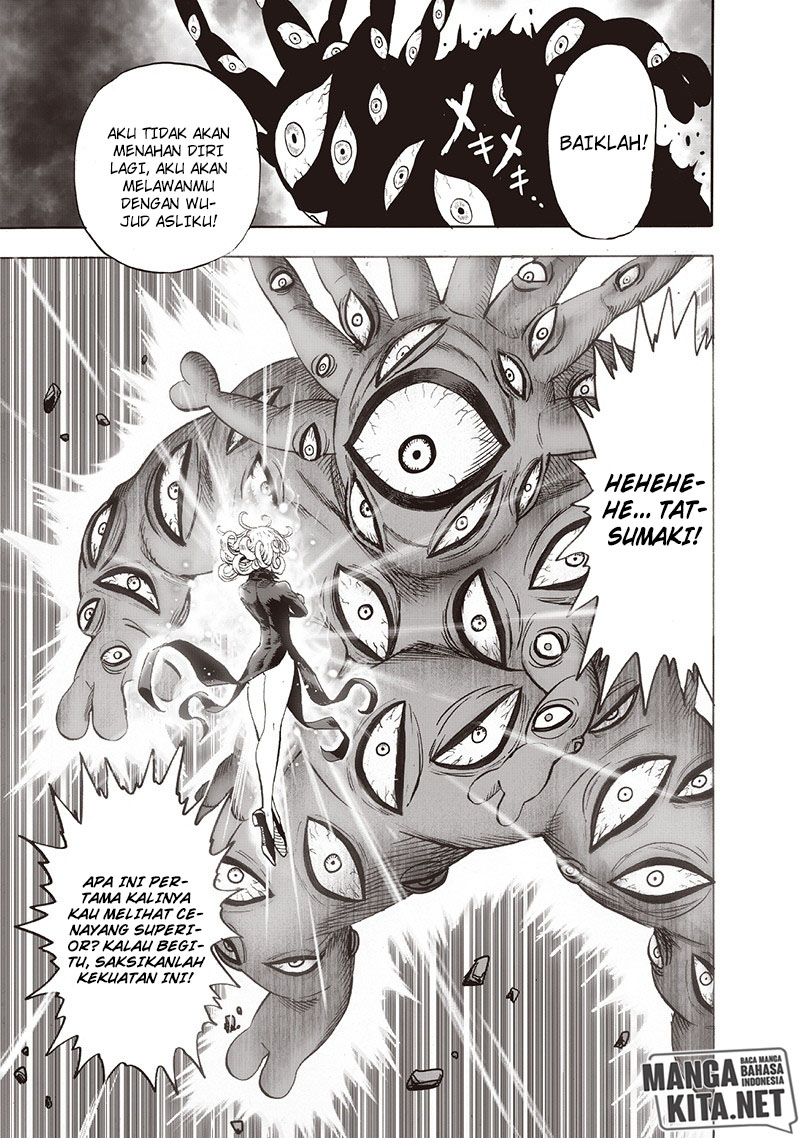 BAIKLAH!
メキメキ..
AKU TIDAK AKAN
MENAHAN DIRI
LAGI, AKU AKAN
MELAWANMU
DENGAN WU-
JUD ASLIKU!
HEHEHE-
HE... TAT-
SUMAKI!
APA INI PER-
TAMA KALINYA
KAU MELIHAT CE-
NAYANG SUPERI-
OR? KALAU BEGI-
TU, SAKSIKANLAH
KEKUATAN INI!
MANGA
KITA.NET
BACA MANGA
BAHASA
INDONESIA